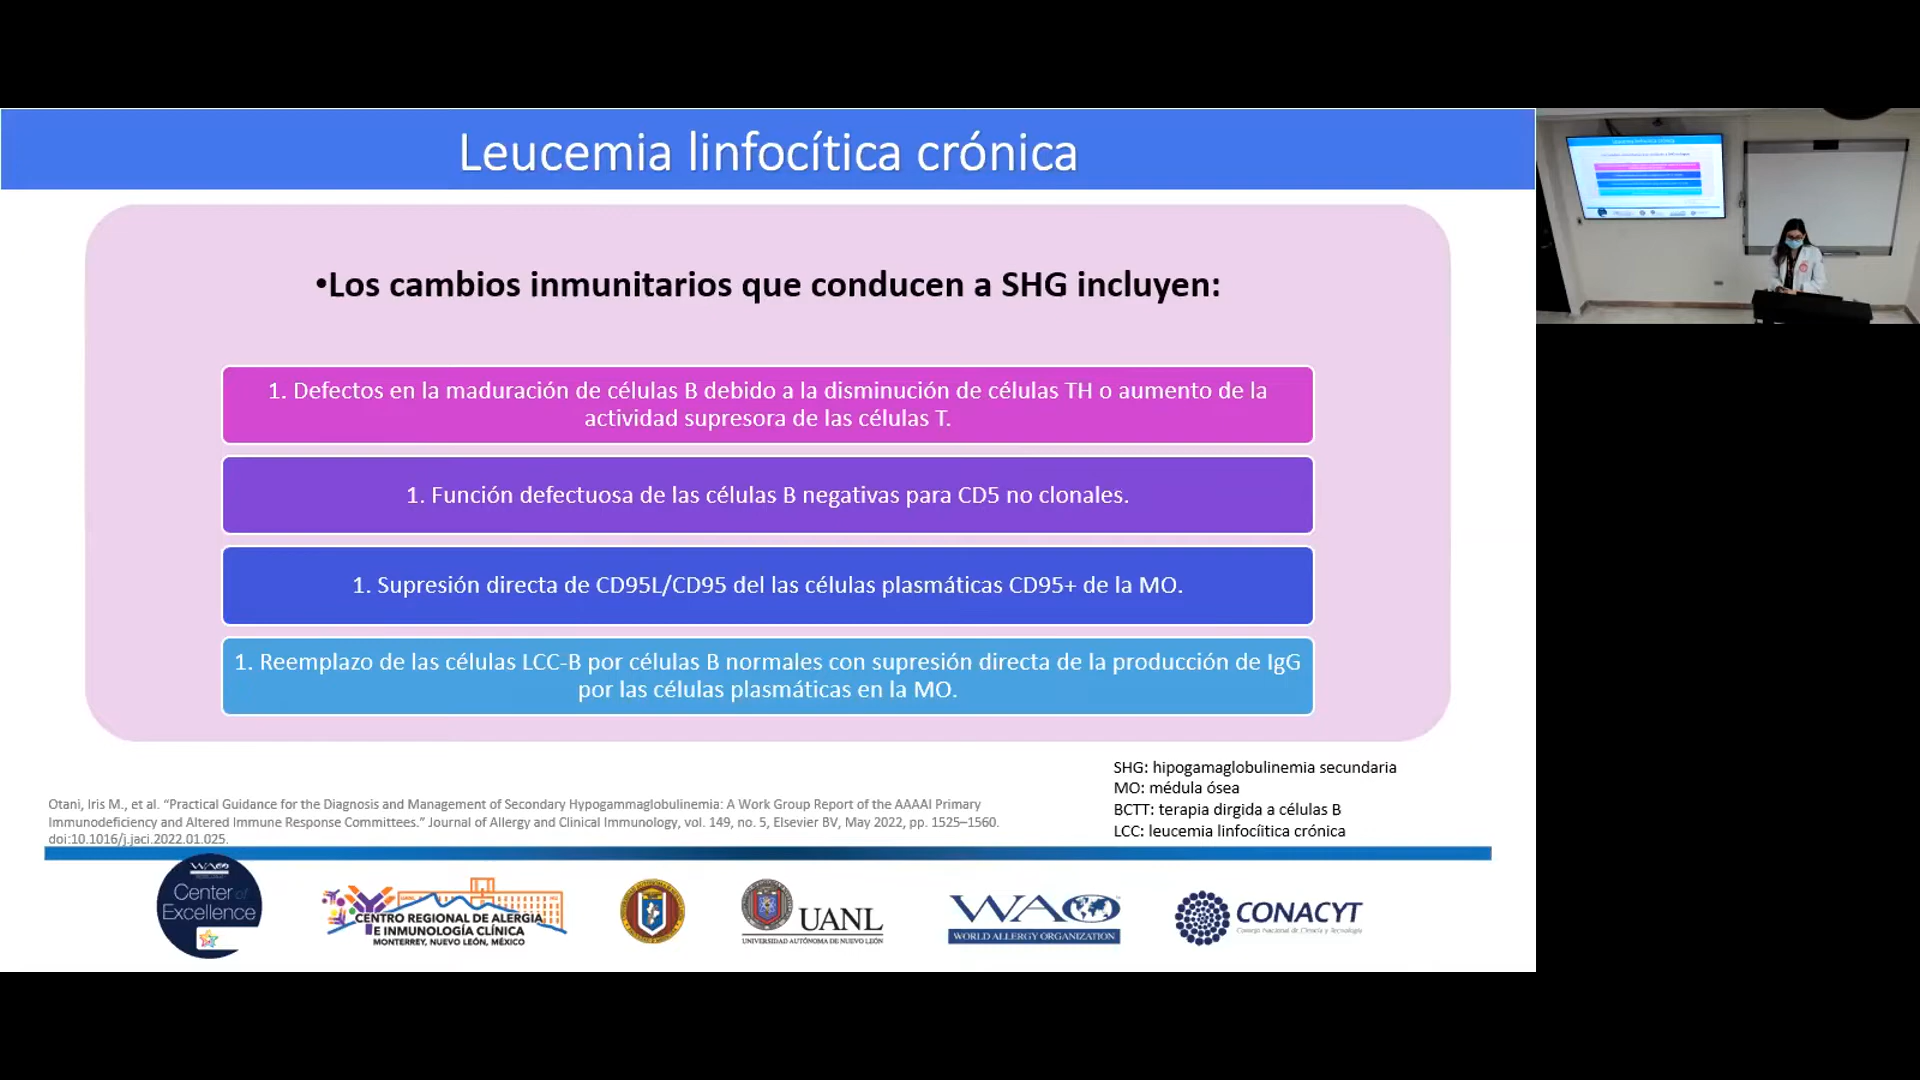 Leucemia linfocítica crónica
•Los cambios inmunitarios que conducen a SHG incluyen:
1. Defectos en la maduración de células B debido a la disminución de células TH o aumento de la
actividad supresora de las células T.
1. Función defectuosa de las células B negativas para CD5 no clonales.
1. Supresión directa de CD95L/CD95 del las células plasmáticas CD95+ de la MO.
1. Reemplazo de las células LCC-B por células B normales con supresión directa de la producción de IgG
por las células plasmáticas en la MO.
SHG: hipogamaglobulinemia secundaria
MO: médula ósea
BCTT: terapia dirgida a células B
LCC: leucemia linfocíitica crónica
Otani, Iris M., et al. “Practical Guidance for the Diagnosis and Management of Secondary Hypogammaglobulinemia: A Work Group Report of the AAAAI Primary
Immunodeficiency and Altered Immune Response Committees.” Journal of Allergy and Clinical Immunology, vol. 149, no. 5, Elsevier BV, May 2022, pp. 1525–1560.
doi:10.1016/j.jaci.2022.01.025.
WAO
Center of
Excellence
CENTRO REGIONAL DE ALERGIA
E INMUNOLOGÍA CLÍNICA
MONTERREY, NUEVO LEÓN, MÉXICO
UANL
UNIVERSIDAD AUTÓNOMA DE NUEVO LEÓN
WAO
WORLD ALLERGY ORGANIZATION
CONACYT
Consejo Nacional de Ciencia y Tecnología